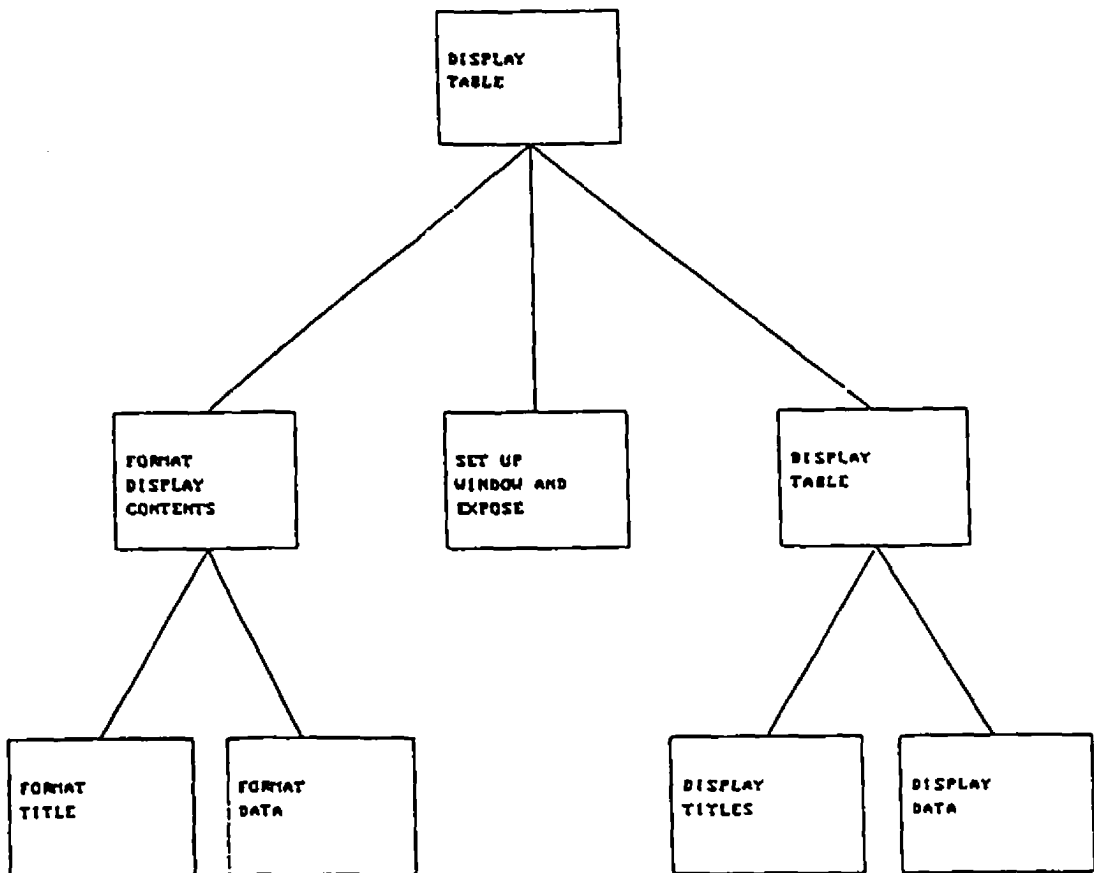 DISPLAY
TABLE
FORMAT
DISPLAY
CONTENTS
SET UP
WINDOW AND
EXPOSE
DISPLAY
TABLE
FORMAT
TITLE
FORMAT
DATA
DISPLAY
TITLES
DISPLAY
DATA